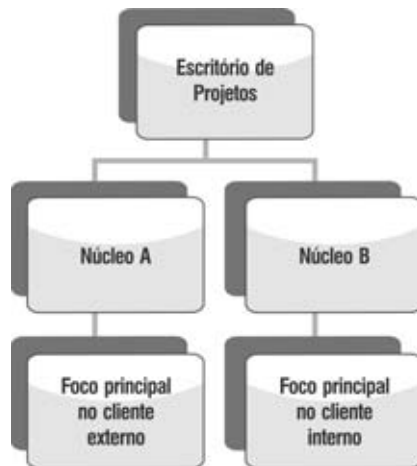 Escritório de
Projetos
Núcleo A
Núcleo B
Foco principal
no cliente
externo
Foco principal
no cliente
interno